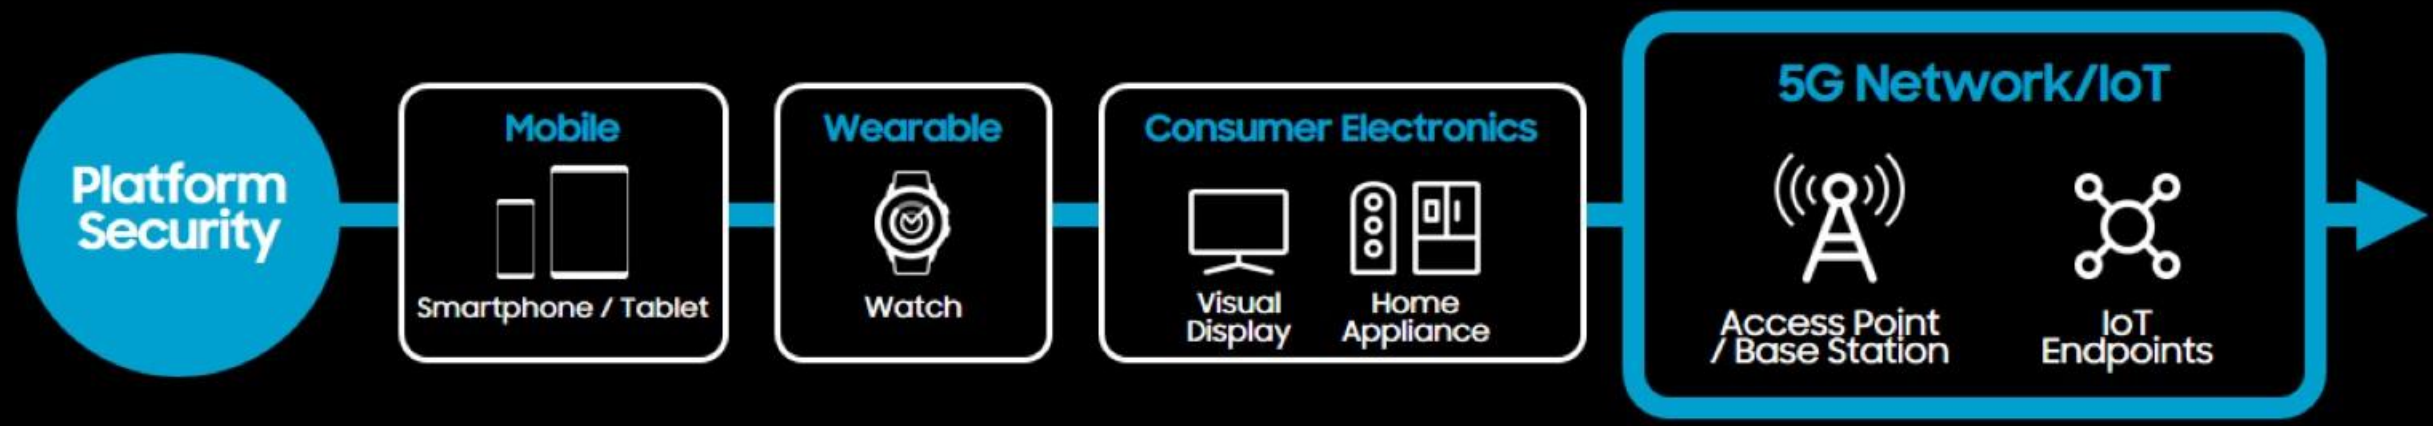 Platform
Security
Mobile
Smartphone / Tablet
Wearable
Watch
Consumer Electronics
Visual
Display
Home
Appliance
5G Network/IoT
Access Point
/ Base Station
IoT
Endpoints